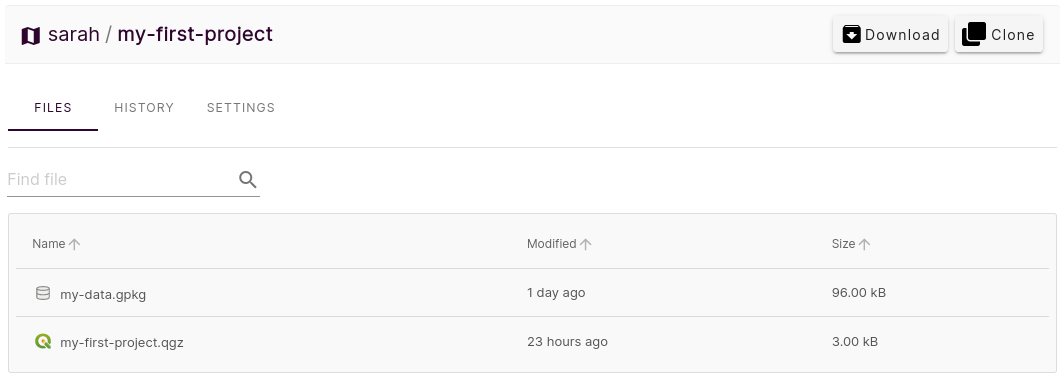 sarah / my-first-project
Download
Clone
FILES HISTORY SETTINGS
Find file
Name Modified Size
my-data.gpkg 1 day ago 96.00 kB
my-first-project.qgz 23 hours ago 3.00 kB